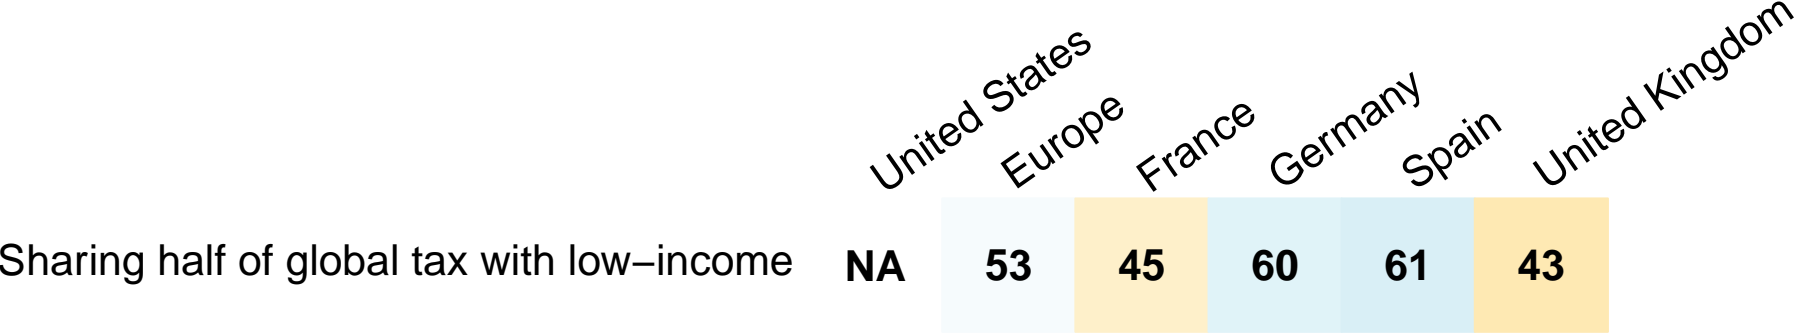 United States
Europe
France
Germany
Spain
United Kingdom
Sharing half of global tax with low−income NA 53 45 60 61 43